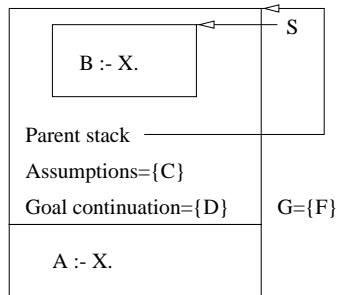 S
B :- X.
Parent stack
Assumptions={C}
Goal continuation={D} G={F}
A :- X.